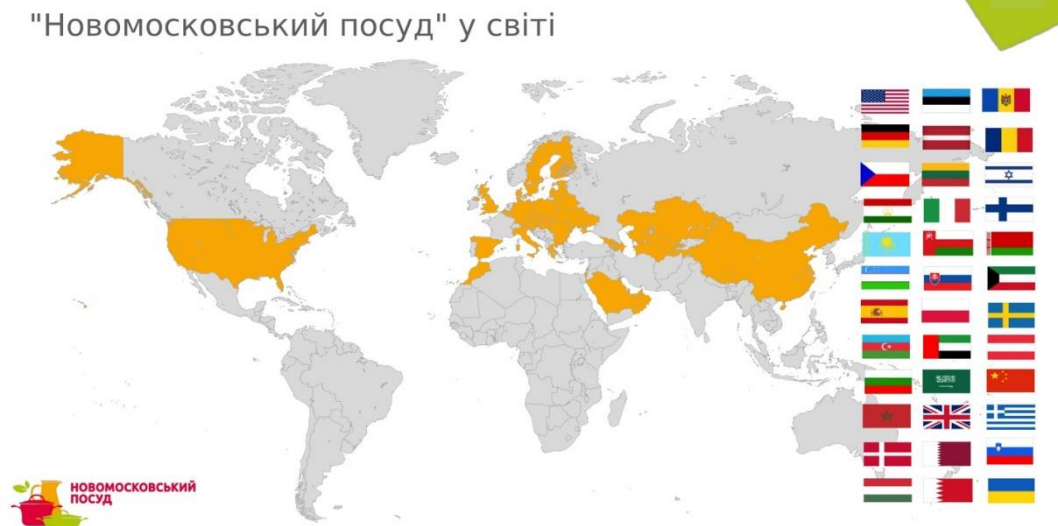 "Новомосковський посуд" у світі
НОВОМОСКОВСЬКИЙ
ПОСУД